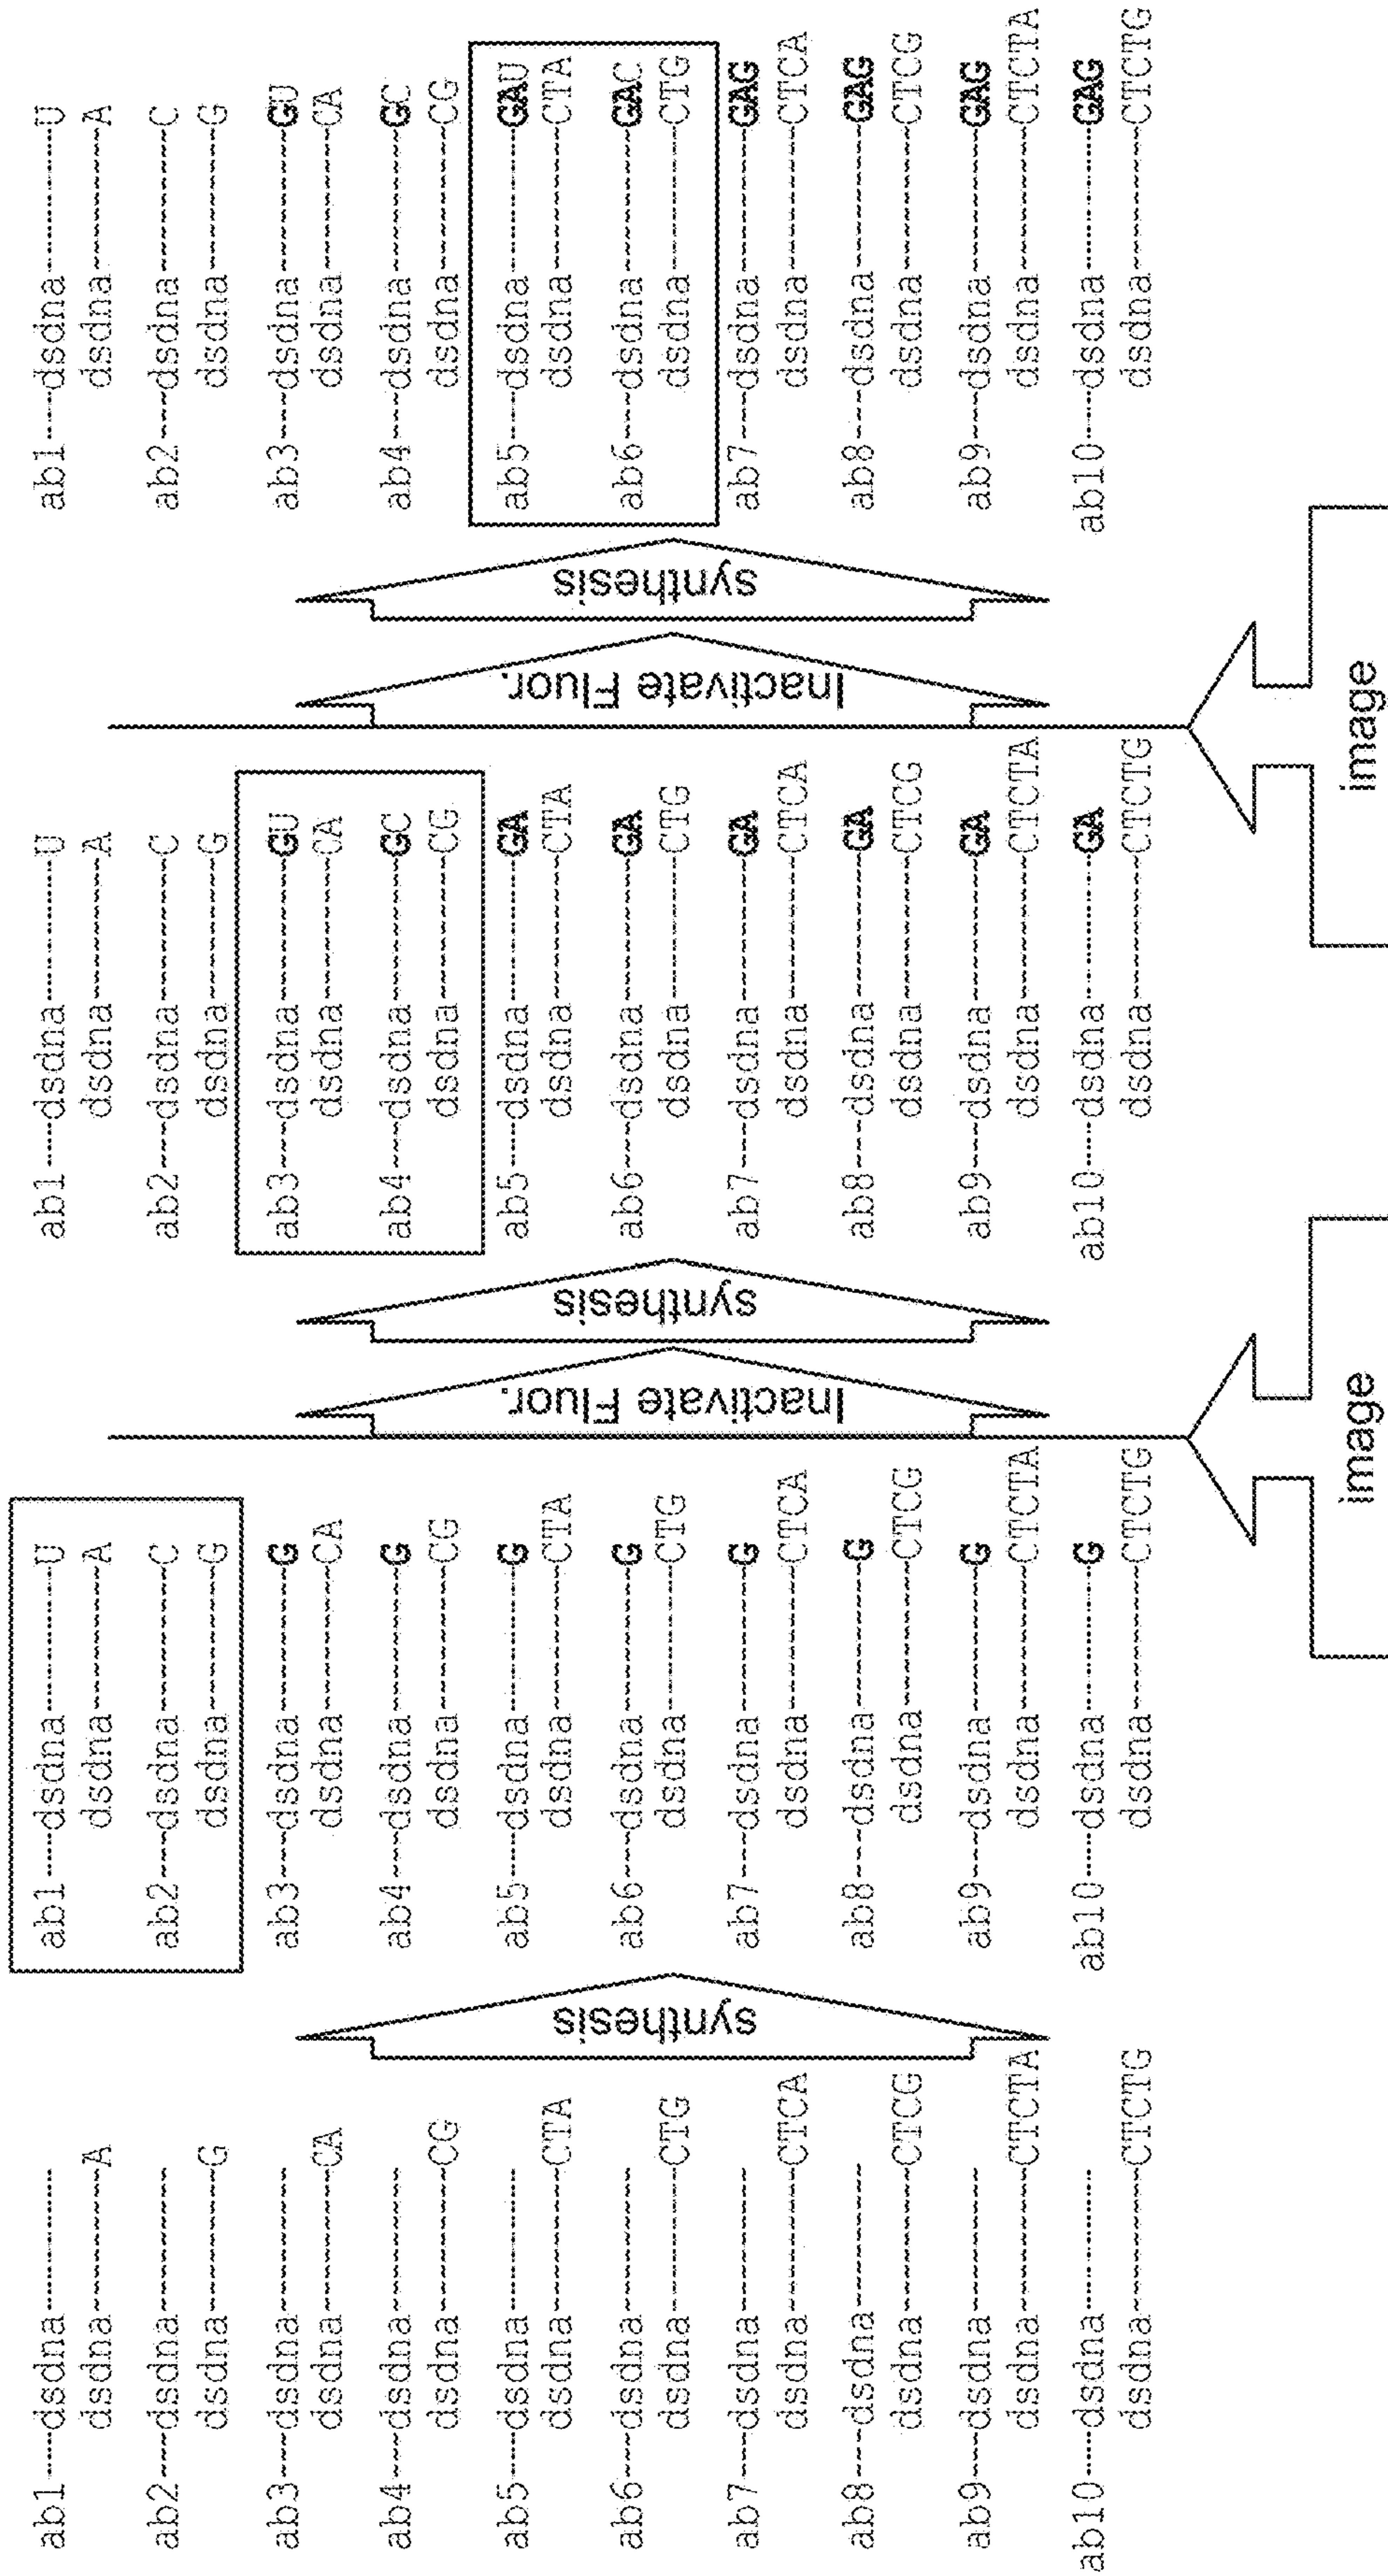 ab1----dsdna----------
dsdna---------A
ab2----dsdna---------
dsdna---------G
ab3----dsdna---------
dsdna---------CA
ab4----dsdna---------
dsdna---------CG
ab5----dsdna---------
dsdna---------CTA
ab6----dsdna---------
dsdna---------CTG
ab7----dsdna---------
dsdna---------CTCA
ab8----dsdna---------
dsdna---------CTCG
ab9----dsdna---------
dsdna---------CTCTA
ab10----dsdna---------
dsdna---------CTCTG
synthesis
ab1----dsdna---------U
dsdna---------A
ab2----dsdna---------C
dsdna---------G
ab3----dsdna---------G
dsdna---------CA
ab4----dsdna---------G
dsdna---------CG
ab5----dsdna---------G
dsdna---------CTA
ab6----dsdna---------G
dsdna---------CTG
ab7----dsdna---------G
dsdna---------CTCA
ab8----dsdna---------G
dsdna---------CTCG
ab9----dsdna---------G
dsdna---------CTCTA
ab10----dsdna---------G
dsdna---------CTCTG
image
Inactivate Fluor.
synthesis
ab1----dsdna---------U
dsdna---------A
ab2----dsdna---------C
dsdna---------G
ab3----dsdna---------GU
dsdna---------CA
ab4----dsdna---------GC
dsdna---------CG
ab5----dsdna---------GA
dsdna---------CTA
ab6----dsdna---------GA
dsdna---------CTG
ab7----dsdna---------GA
dsdna---------CTCA
ab8----dsdna---------GA
dsdna---------CTCG
ab9----dsdna---------GA
dsdna---------CTCTA
ab10----dsdna---------GA
dsdna---------CTCTG
image
Inactivate Fluor.
synthesis
ab1----dsdna---------U
dsdna---------A
ab2----dsdna---------C
dsdna---------G
ab3----dsdna---------GU
dsdna---------CA
ab4----dsdna---------GC
dsdna---------CG
ab5----dsdna---------GAU
dsdna---------CTA
ab6----dsdna---------GAC
dsdna---------CTG
ab7----dsdna---------GAG
dsdna---------CTCA
ab8----dsdna---------GAG
dsdna---------CTCG
ab9----dsdna---------GAG
dsdna---------CTCTA
ab10----dsdna---------GAG
dsdna---------CTCTG